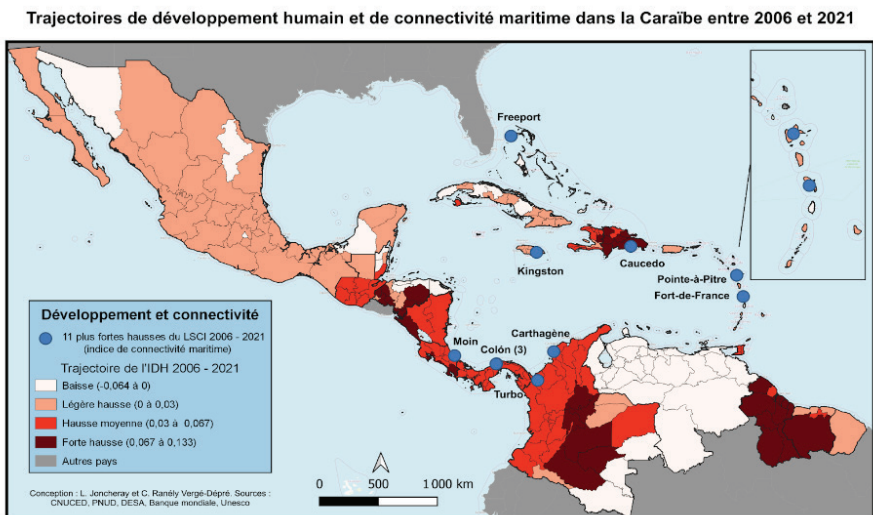 Trajectoires de développement humain et de connectivité maritime dans la Caraïbe entre 2006 et 2021
Freeport
Kingston
Caucedo
Pointe-à-Pitre
Fort-de-France
Moin
Colón (3)
Carthagène
Turbo
Développement et connectivité
11 plus fortes hausses du LSCI 2006 - 2021
(indice de connectivité maritime)
Trajectoire de l'IDH 2006 - 2021
Baisse (-0,064 à 0)
Légère hausse (0 à 0,03)
Hausse moyenne (0,03 à 0,067)
Forte hausse (0,067 à 0,133)
Autres pays
Conception : L. Joncheray et C. Ranély Vergé-Dépré. Sources :
CNUCED, PNUD, DESA, Banque mondiale, Unesco
0 500 1 000 km